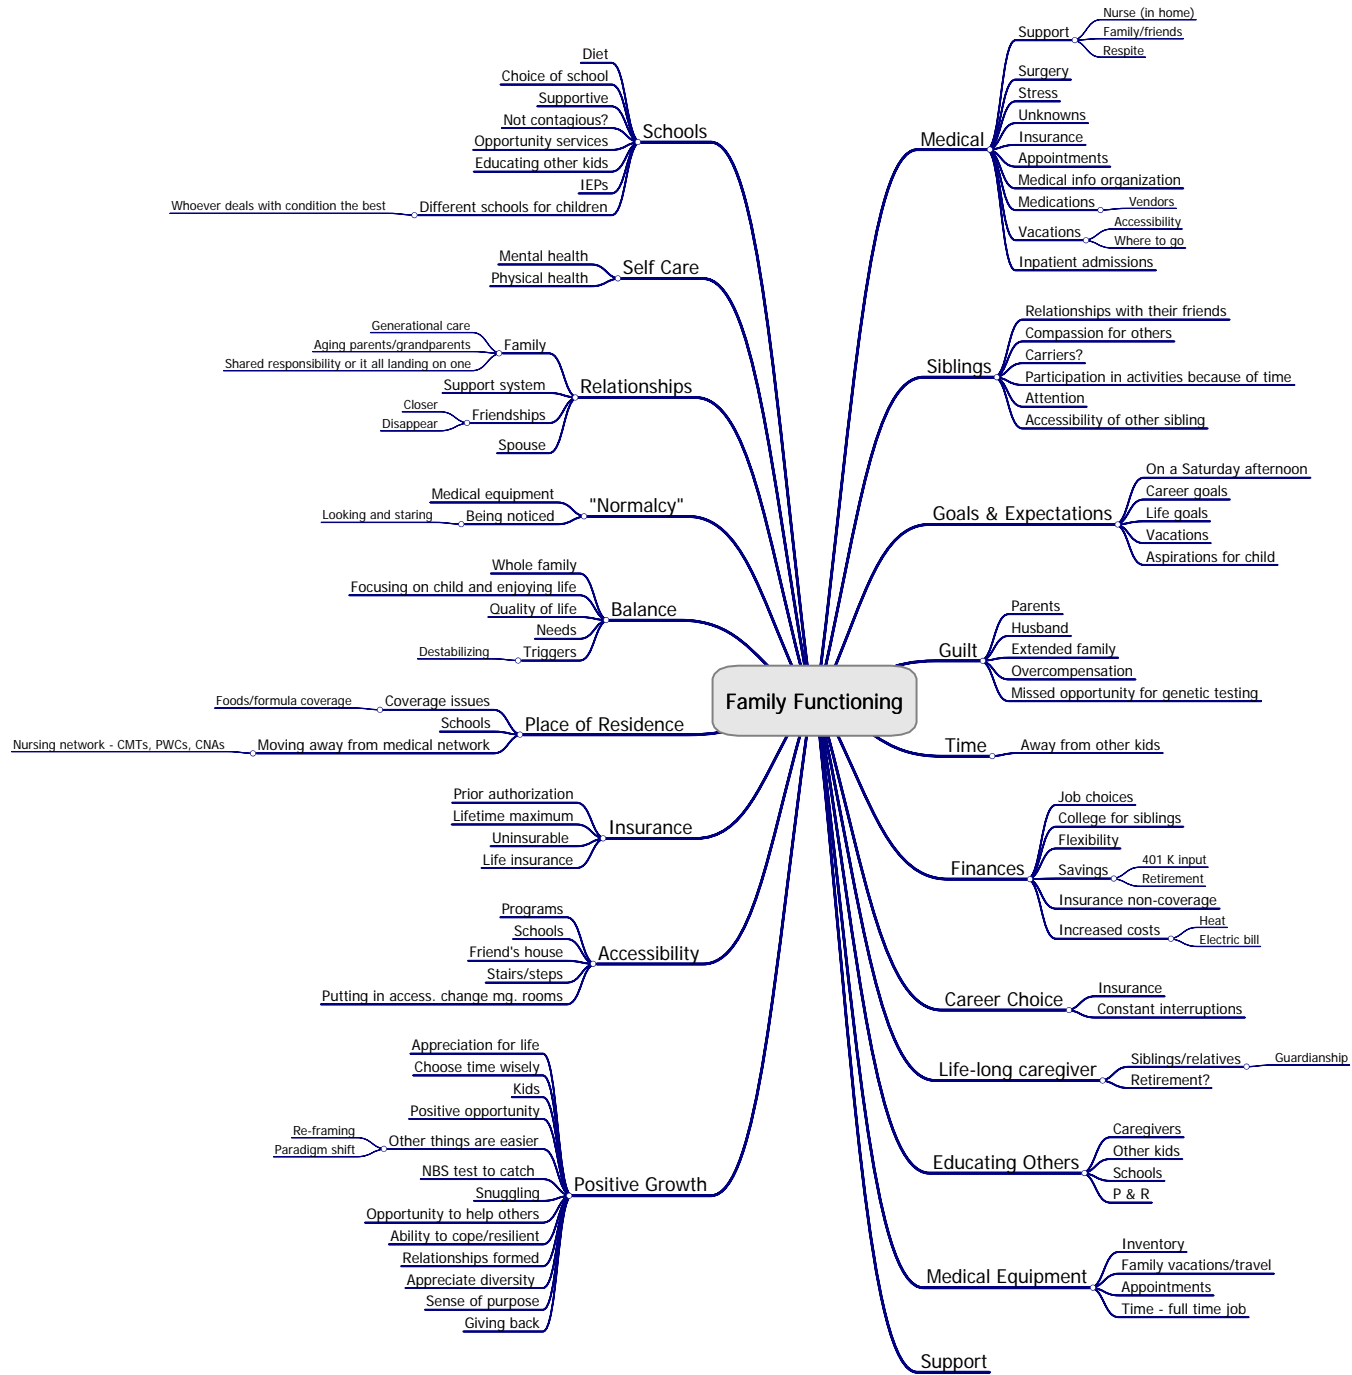 Family Functioning
Schools
Diet
Choice of school
Supportive
Not contagious?
Opportunity services
Educating other kids
IEPs
Different schools for children
Whoever deals with condition the best
Self Care
Mental health
Physical health
Relationships
Family
Generational care
Aging parents/grandparents
Shared responsibility or it all landing on one
Support system
Friendships
Closer
Disappear
Spouse
"Normalcy"
Medical equipment
Being noticed
Looking and staring
Balance
Whole family
Focusing on child and enjoying life
Quality of life
Needs
Triggers
Destabilizing
Place of Residence
Coverage issues
Foods/formula coverage
Schools
Moving away from medical network
Nursing network - CMTs, PWCs, CNAs
Insurance
Prior authorization
Lifetime maximum
Uninsurable
Life insurance
Accessibility
Programs
Schools
Friend's house
Stairs/steps
Putting in access. change mg. rooms
Positive Growth
Appreciation for life
Choose time wisely
Kids
Positive opportunity
Other things are easier
Re-framing
Paradigm shift
NBS test to catch
Snuggling
Opportunity to help others
Ability to cope/resilient
Relationships formed
Appreciate diversity
Sense of purpose
Giving back
Medical
Support
Nurse (in home)
Family/friends
Respite
Surgery
Stress
Unknowns
Insurance
Appointments
Medical info organization
Medications
Vendors
Vacations
Accessibility
Where to go
Inpatient admissions
Siblings
Relationships with their friends
Compassion for others
Carriers?
Participation in activities because of time
Attention
Accessibility of other sibling
Goals & Expectations
On a Saturday afternoon
Career goals
Life goals
Vacations
Aspirations for child
Guilt
Parents
Husband
Extended family
Overcompensation
Missed opportunity for genetic testing
Time
Away from other kids
Finances
Job choices
College for siblings
Flexibility
Savings
401 K input
Retirement
Insurance non-coverage
Increased costs
Heat
Electric bill
Career Choice
Insurance
Constant interruptions
Life-long caregiver
Siblings/relatives
Guardianship
Retirement?
Educating Others
Caregivers
Other kids
Schools
P & R
Medical Equipment
Inventory
Family vacations/travel
Appointments
Time - full time job
Support